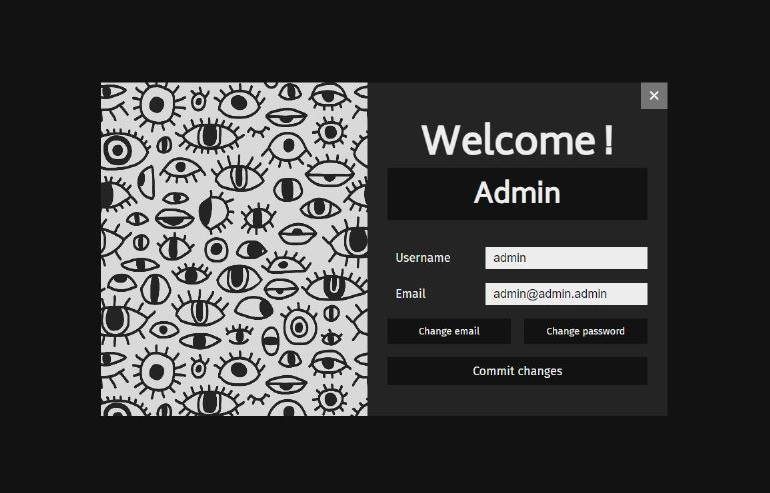 ×
Welcome !
Admin
Username admin
Email admin@admin.admin
Change email Change password
Commit changes